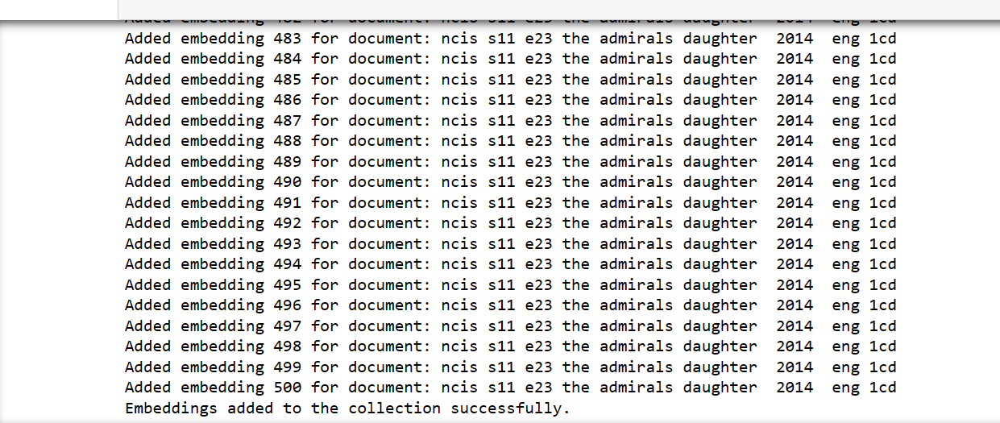 Added embedding 482 for document: ncis s11 e23 the admirals daughter  2014  eng 1cd
Added embedding 483 for document: ncis s11 e23 the admirals daughter  2014  eng 1cd
Added embedding 484 for document: ncis s11 e23 the admirals daughter  2014  eng 1cd
Added embedding 485 for document: ncis s11 e23 the admirals daughter  2014  eng 1cd
Added embedding 486 for document: ncis s11 e23 the admirals daughter  2014  eng 1cd
Added embedding 487 for document: ncis s11 e23 the admirals daughter  2014  eng 1cd
Added embedding 488 for document: ncis s11 e23 the admirals daughter  2014  eng 1cd
Added embedding 489 for document: ncis s11 e23 the admirals daughter  2014  eng 1cd
Added embedding 490 for document: ncis s11 e23 the admirals daughter  2014  eng 1cd
Added embedding 491 for document: ncis s11 e23 the admirals daughter  2014  eng 1cd
Added embedding 492 for document: ncis s11 e23 the admirals daughter  2014  eng 1cd
Added embedding 493 for document: ncis s11 e23 the admirals daughter  2014  eng 1cd
Added embedding 494 for document: ncis s11 e23 the admirals daughter  2014  eng 1cd
Added embedding 495 for document: ncis s11 e23 the admirals daughter  2014  eng 1cd
Added embedding 496 for document: ncis s11 e23 the admirals daughter  2014  eng 1cd
Added embedding 497 for document: ncis s11 e23 the admirals daughter  2014  eng 1cd
Added embedding 498 for document: ncis s11 e23 the admirals daughter  2014  eng 1cd
Added embedding 499 for document: ncis s11 e23 the admirals daughter  2014  eng 1cd
Added embedding 500 for document: ncis s11 e23 the admirals daughter  2014  eng 1cd
Embeddings added to the collection successfully.